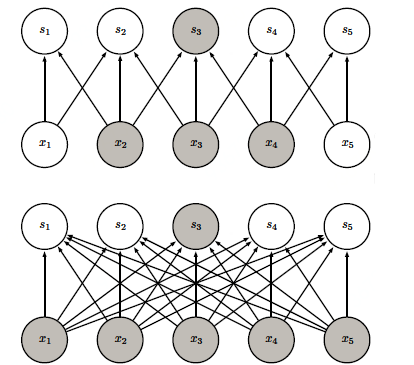 s₁ s₂ s₃ s₄ s₅
x₁ x₂ x₃ x₄ x₅
s₁ s₂ s₃ s₄ s₅
x₁ x₂ x₃ x₄ x₅